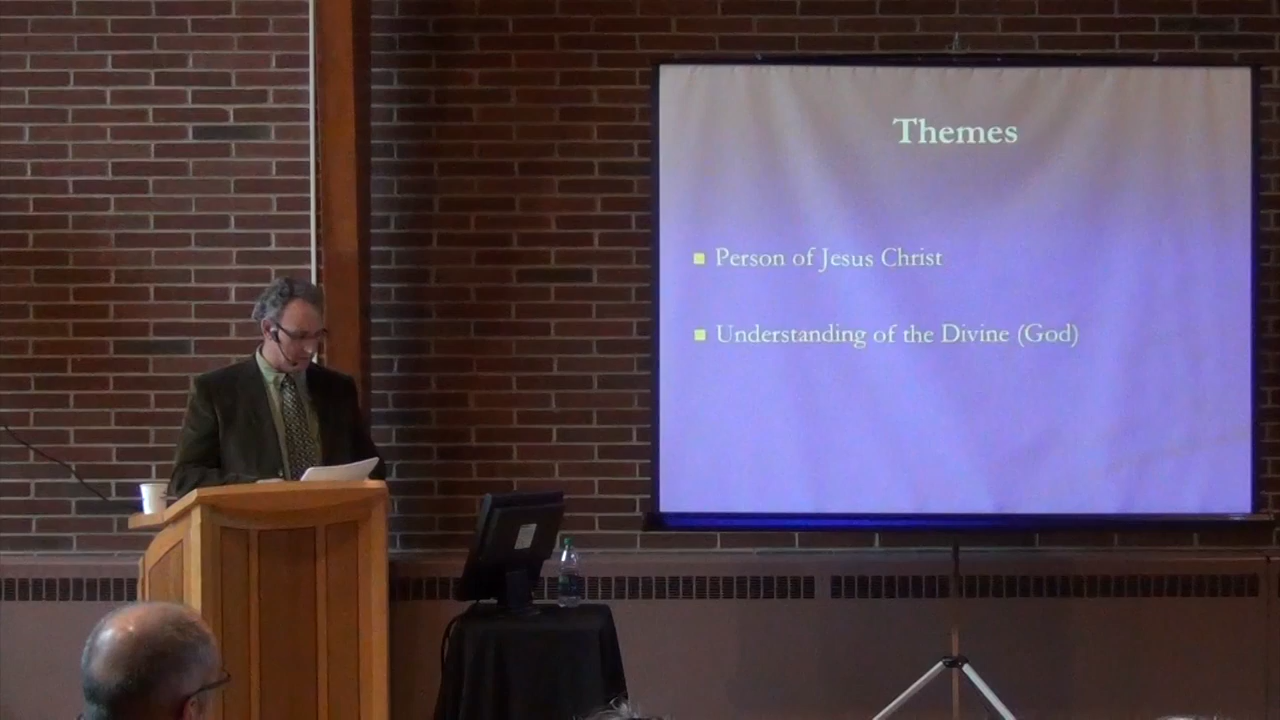 Themes
Person of Jesus Christ
Understanding of the Divine (God)